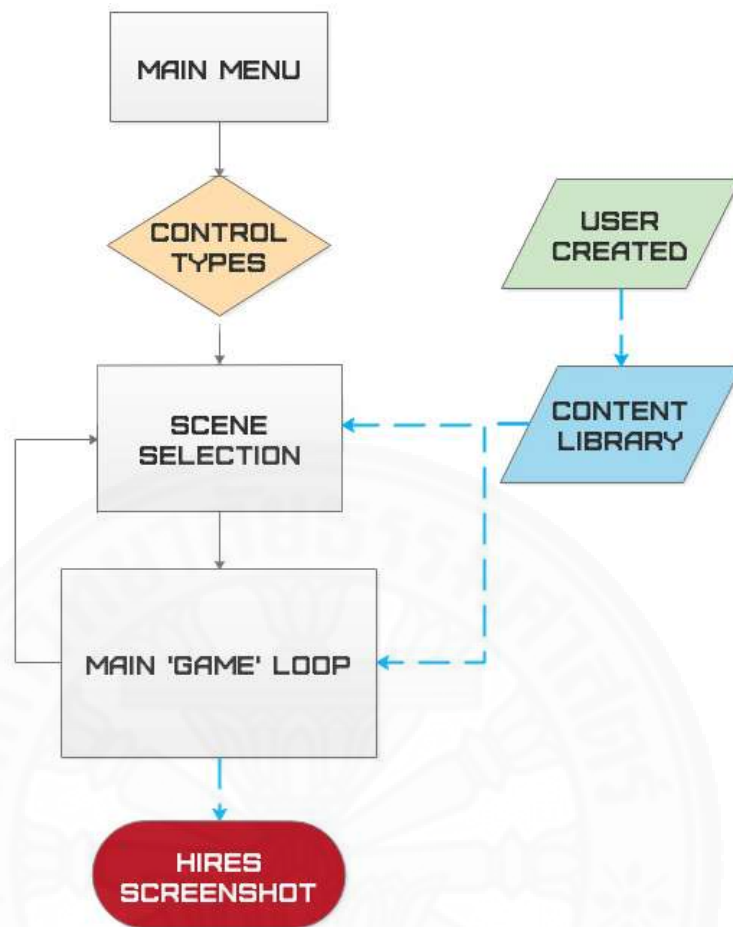 MAIN MENU
CONTROL
TYPES
USER
CREATED
SCENE
SELECTION
CONTENT
LIBRARY
MAIN 'GAME' LOOP
HIRES
SCREENSHOT